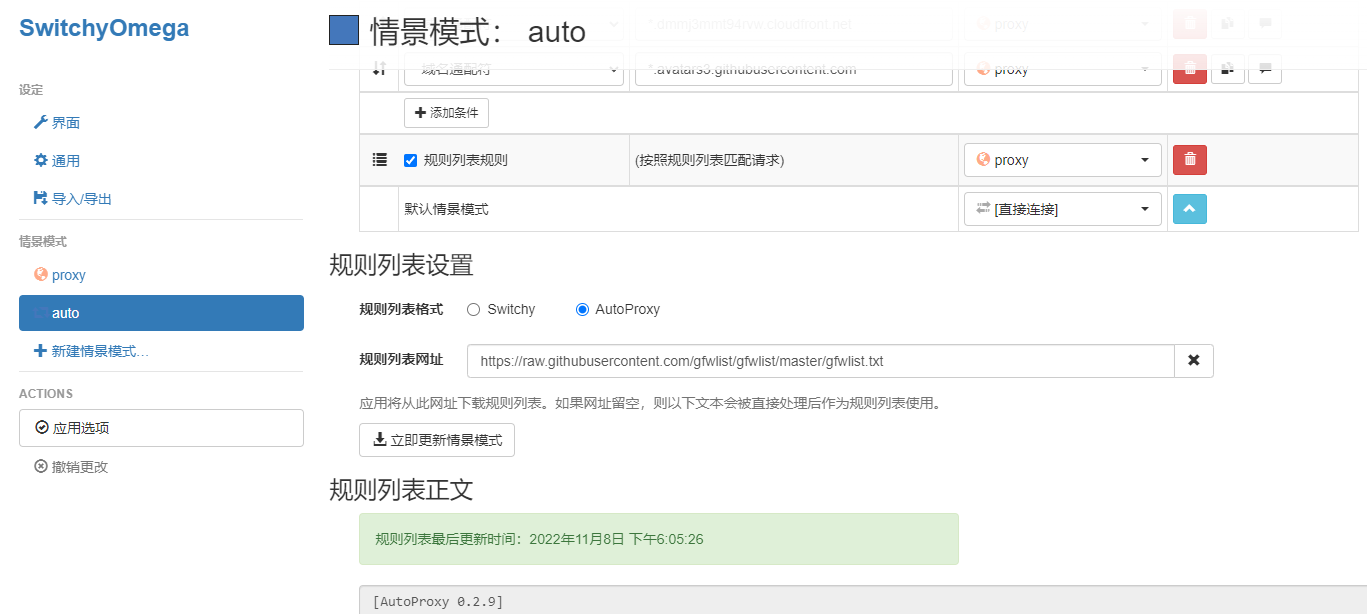 SwitchyOmega
设定
界面
通用
导入/导出
情景模式
proxy
auto
新建情景模式…
ACTIONS
应用选项
撤销更改
情景模式： auto
proxy
域名通配符 *.avatars3.githubusercontent.com proxy
添加条件
规则列表规则 (按照规则列表匹配请求) proxy
默认情景模式 [直接连接]
规则列表设置
规则列表格式 Switchy AutoProxy
规则列表网址 https://raw.githubusercontent.com/gfwlist/gfwlist/master/gfwlist.txt
应用将从此网址下载规则列表。如果网址留空，则以下文本会被直接处理后作为规则列表使用。
立即更新情景模式
规则列表正文
规则列表最后更新时间：2022年11月8日 下午6:05:26
[AutoProxy 0.2.9]